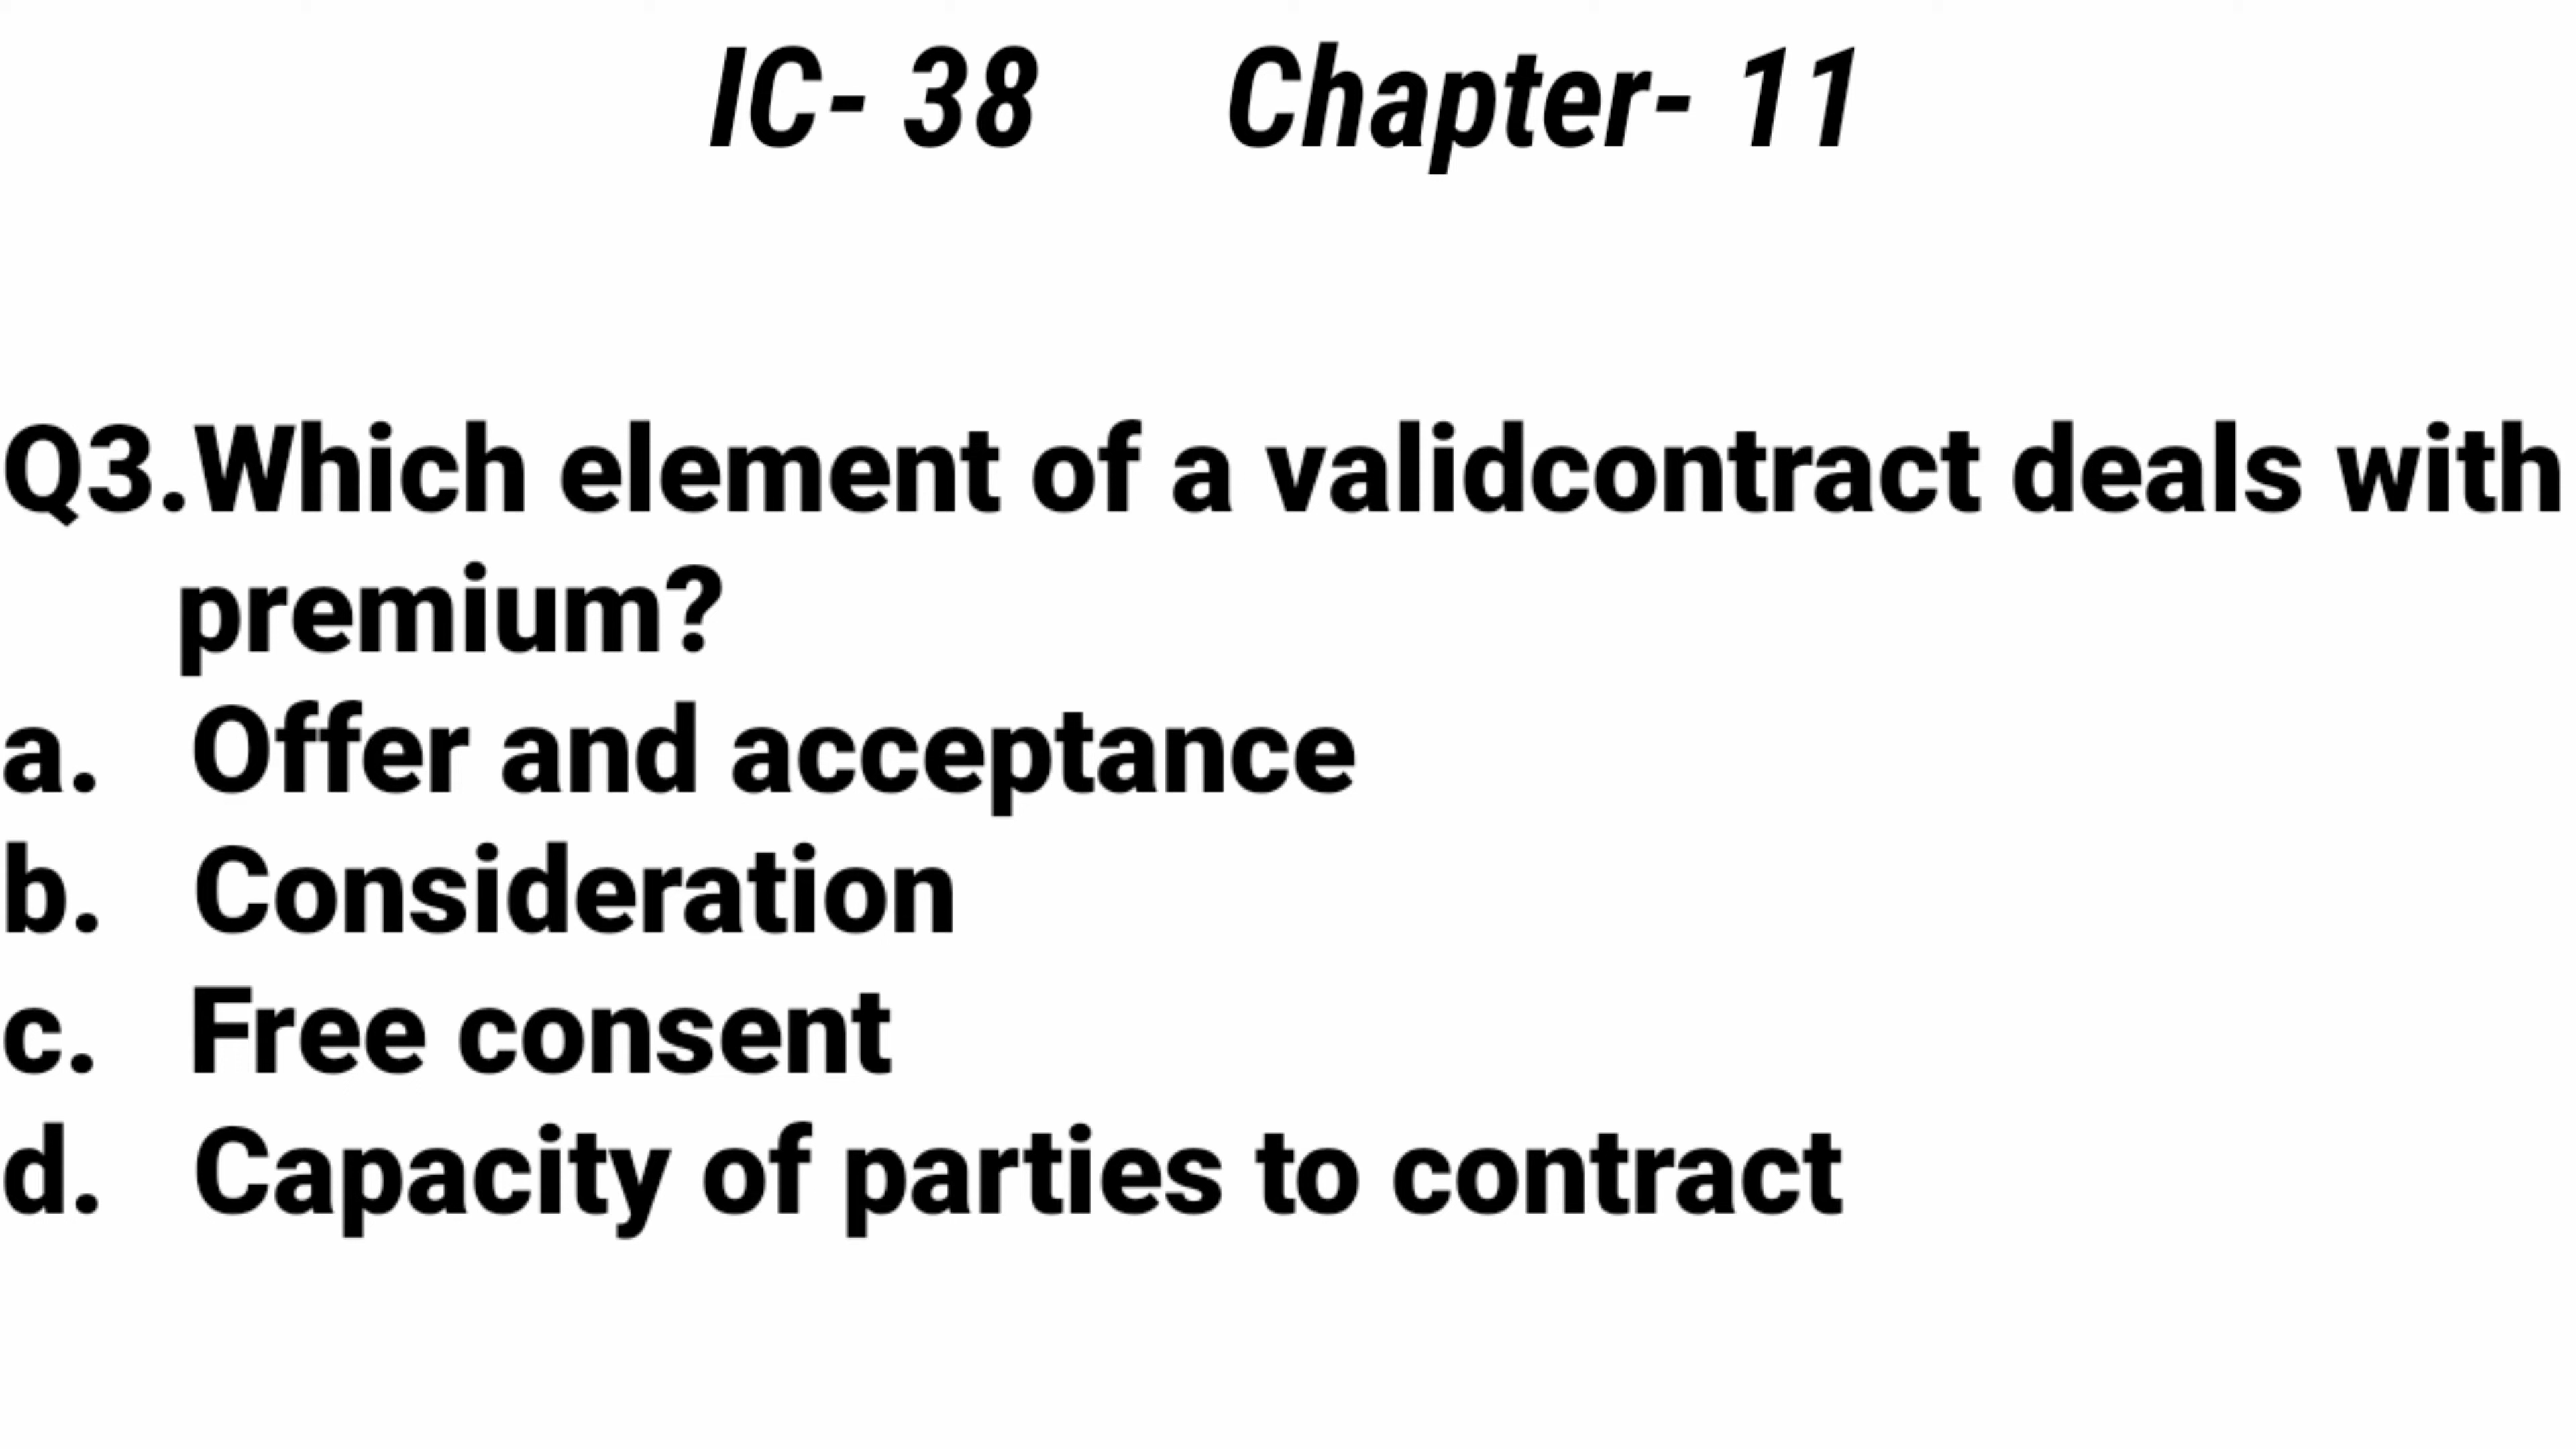 IC- 38 Chapter- 11
Q3.Which element of a validcontract deals with
premium?
a. Offer and acceptance
b. Consideration
c. Free consent
d. Capacity of parties to contract